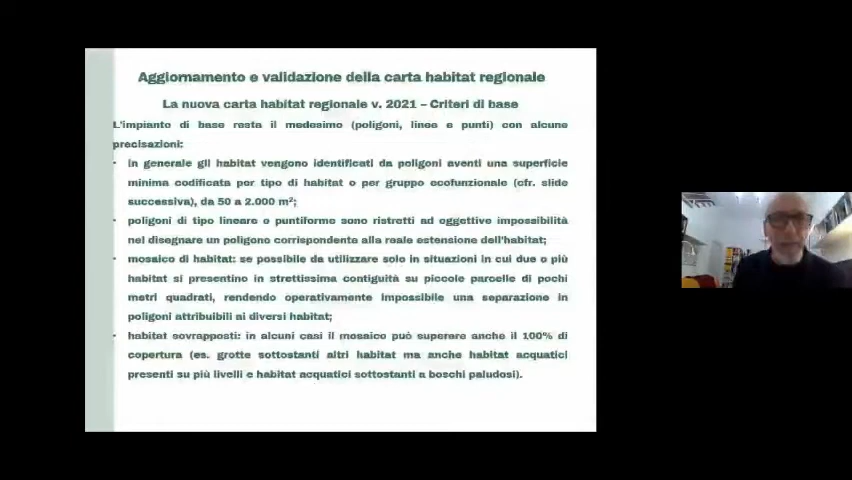 Aggiornamento e validazione della carta habitat regionale
La nuova carta habitat regionale v. 2021 – Criteri di base
L'impianto di base resta il medesimo (poligoni, linee e punti) con alcune
precisazioni:
• in generale gli habitat vengono identificati da poligoni aventi una superficie
minima codificata per tipo di habitat o per gruppo ecofunzionale (cfr. slide
successiva), da 50 a 2.000 m²;
• poligoni di tipo lineare o puntiforme sono ristretti ad oggettive impossibilità
nel disegnare un poligono corrispondente alla reale estensione dell'habitat;
• mosaico di habitat: se possibile da utilizzare solo in situazioni in cui due o più
habitat si presentino in strettissima contiguità su piccole parcelle di pochi
metri quadrati, rendendo operativamente impossibile una separazione in
poligoni attribuibili ai diversi habitat;
• habitat sovrapposti: in alcuni casi il mosaico può superare anche il 100% di
copertura (es. grotte sottostanti altri habitat ma anche habitat acquatici
presenti su più livelli e habitat acquatici sottostanti a boschi paludosi).